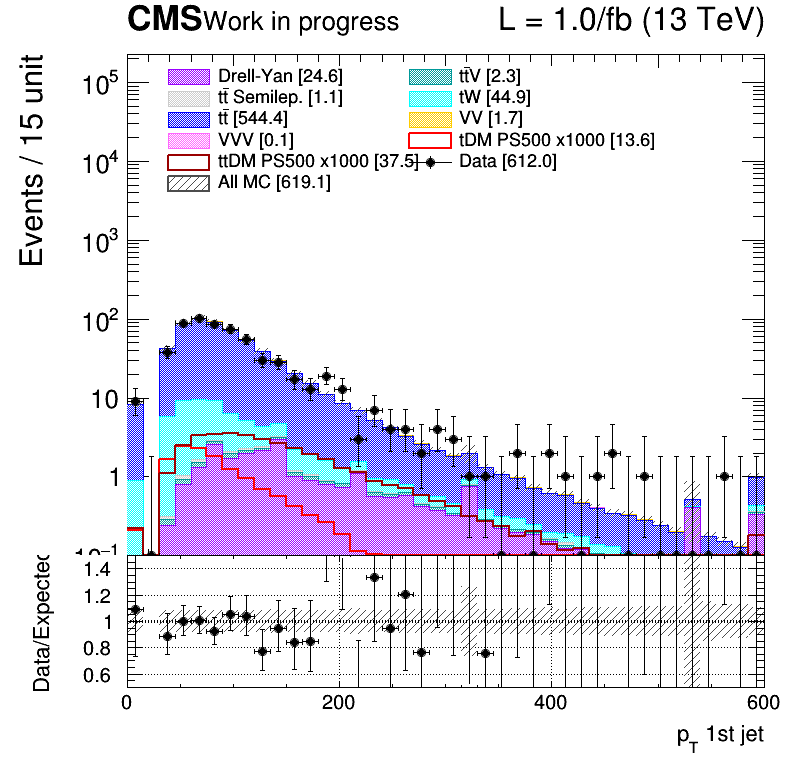 CMS Work in progress L = 1.0/fb (13 TeV)
Events / 15 unit
Drell-Yan [24.6] tt̄V [2.3]
tt̄ Semilep. [1.1] tW [44.9]
tt̄ [544.4] VV [1.7]
VVV [0.1] tDM PS500 x1000 [13.6]
ttDM PS500 x1000 [37.5] Data [612.0]
All MC [619.1]
10⁵
10⁴
10³
10²
10
1
10⁻¹
Data/Expected
1.4
1.2
1
0.8
0.6
0 200 400 600
p_T 1st jet